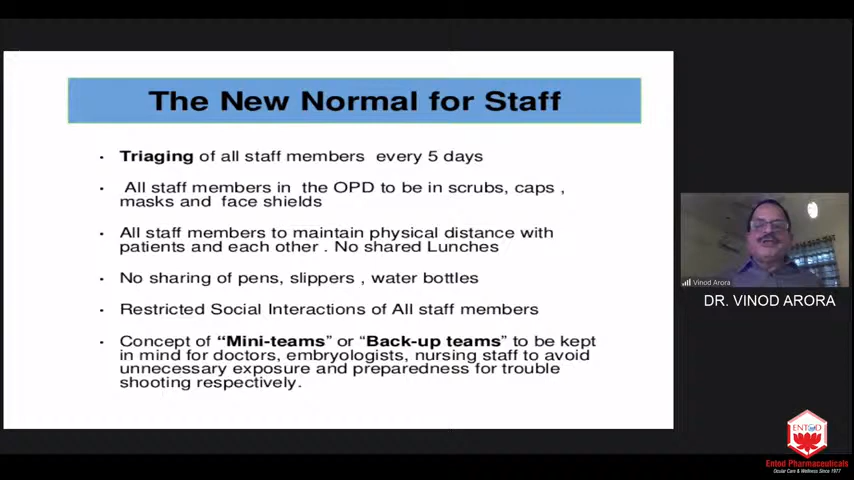 The New Normal for Staff
• Triaging of all staff members every 5 days
• All staff members in the OPD to be in scrubs, caps ,
masks and face shields
• All staff members to maintain physical distance with
patients and each other . No shared Lunches
• No sharing of pens, slippers , water bottles
• Restricted Social Interactions of All staff members
• Concept of “Mini-teams” or “Back-up teams” to be kept
in mind for doctors, embryologists, nursing staff to avoid
unnecessary exposure and preparedness for trouble
shooting respectively.
Vinod Arora
DR. VINOD ARORA
ENTOD
Entod Pharmaceuticals
Ocular Care & Wellness Since 1977